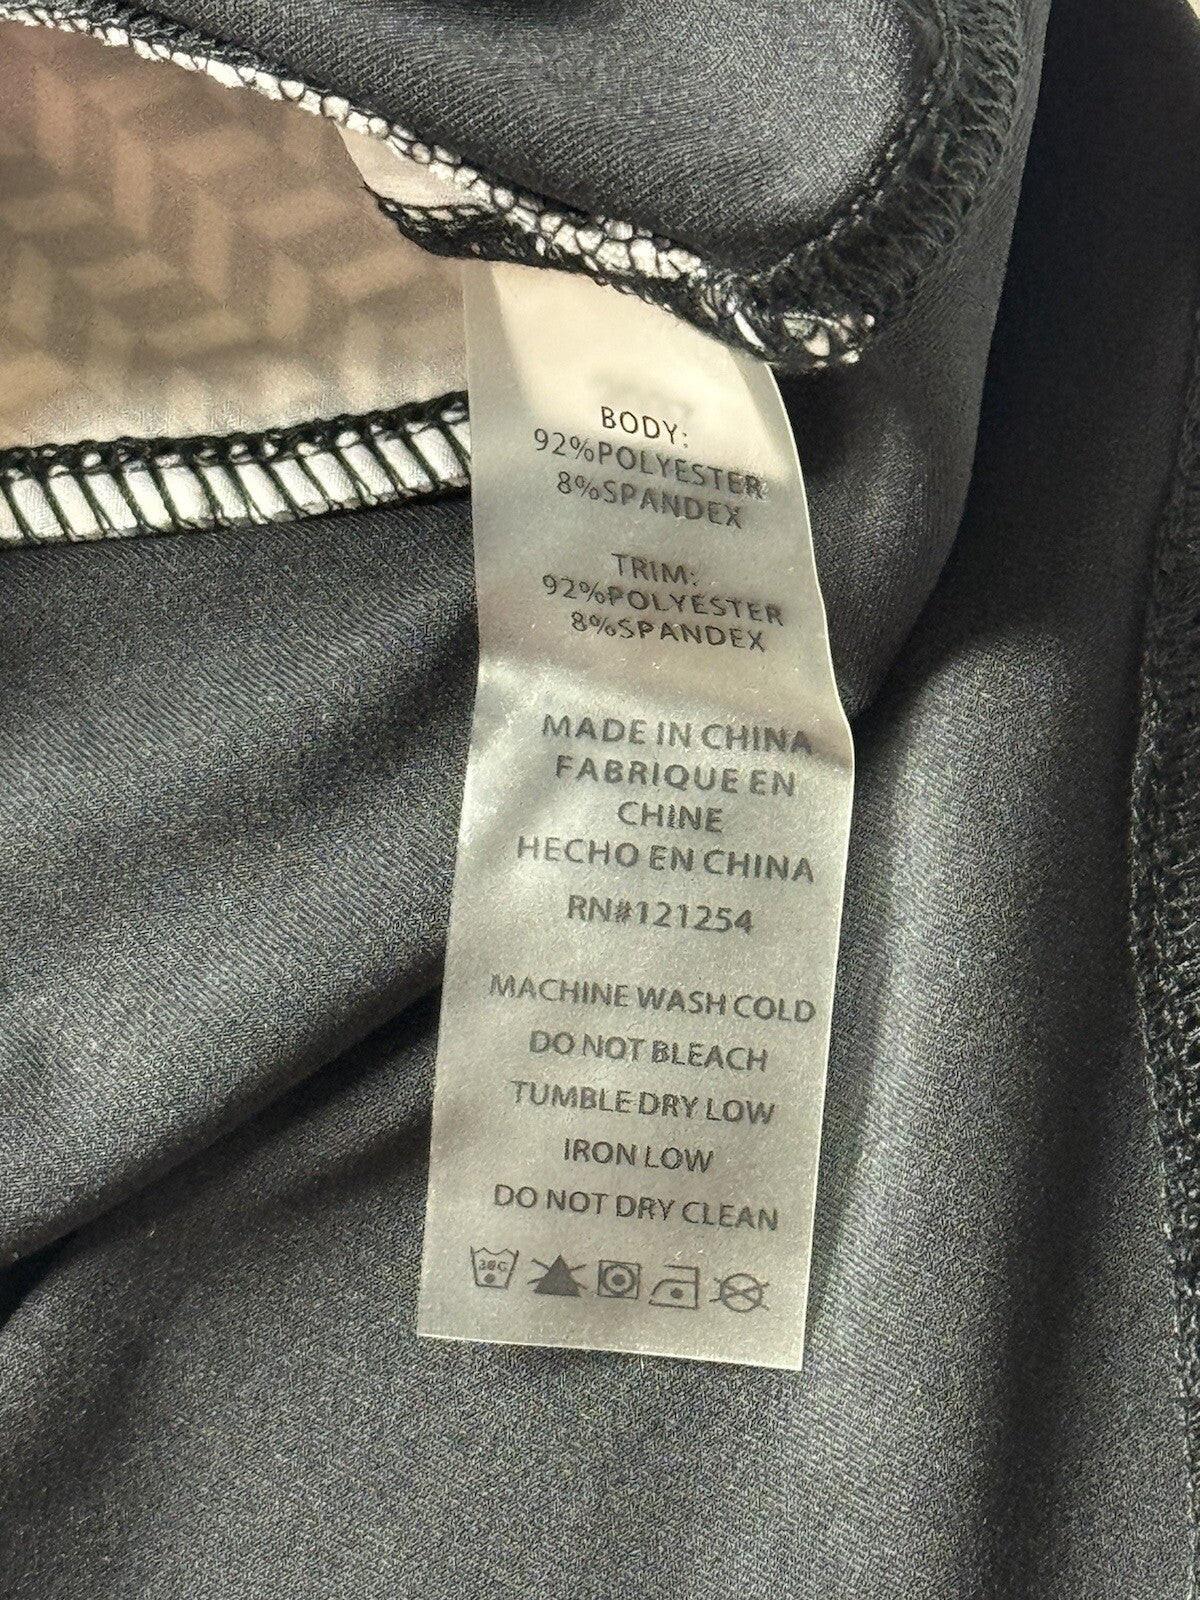 BODY:
92%POLYESTER
8%SPANDEX
TRIM:
92%POLYESTER
8%SPANDEX
MADE IN CHINA
FABRIQUE EN
CHINE
HECHO EN CHINA
RN#121254
MACHINE WASH COLD
DO NOT BLEACH
TUMBLE DRY LOW
IRON LOW
DO NOT DRY CLEAN